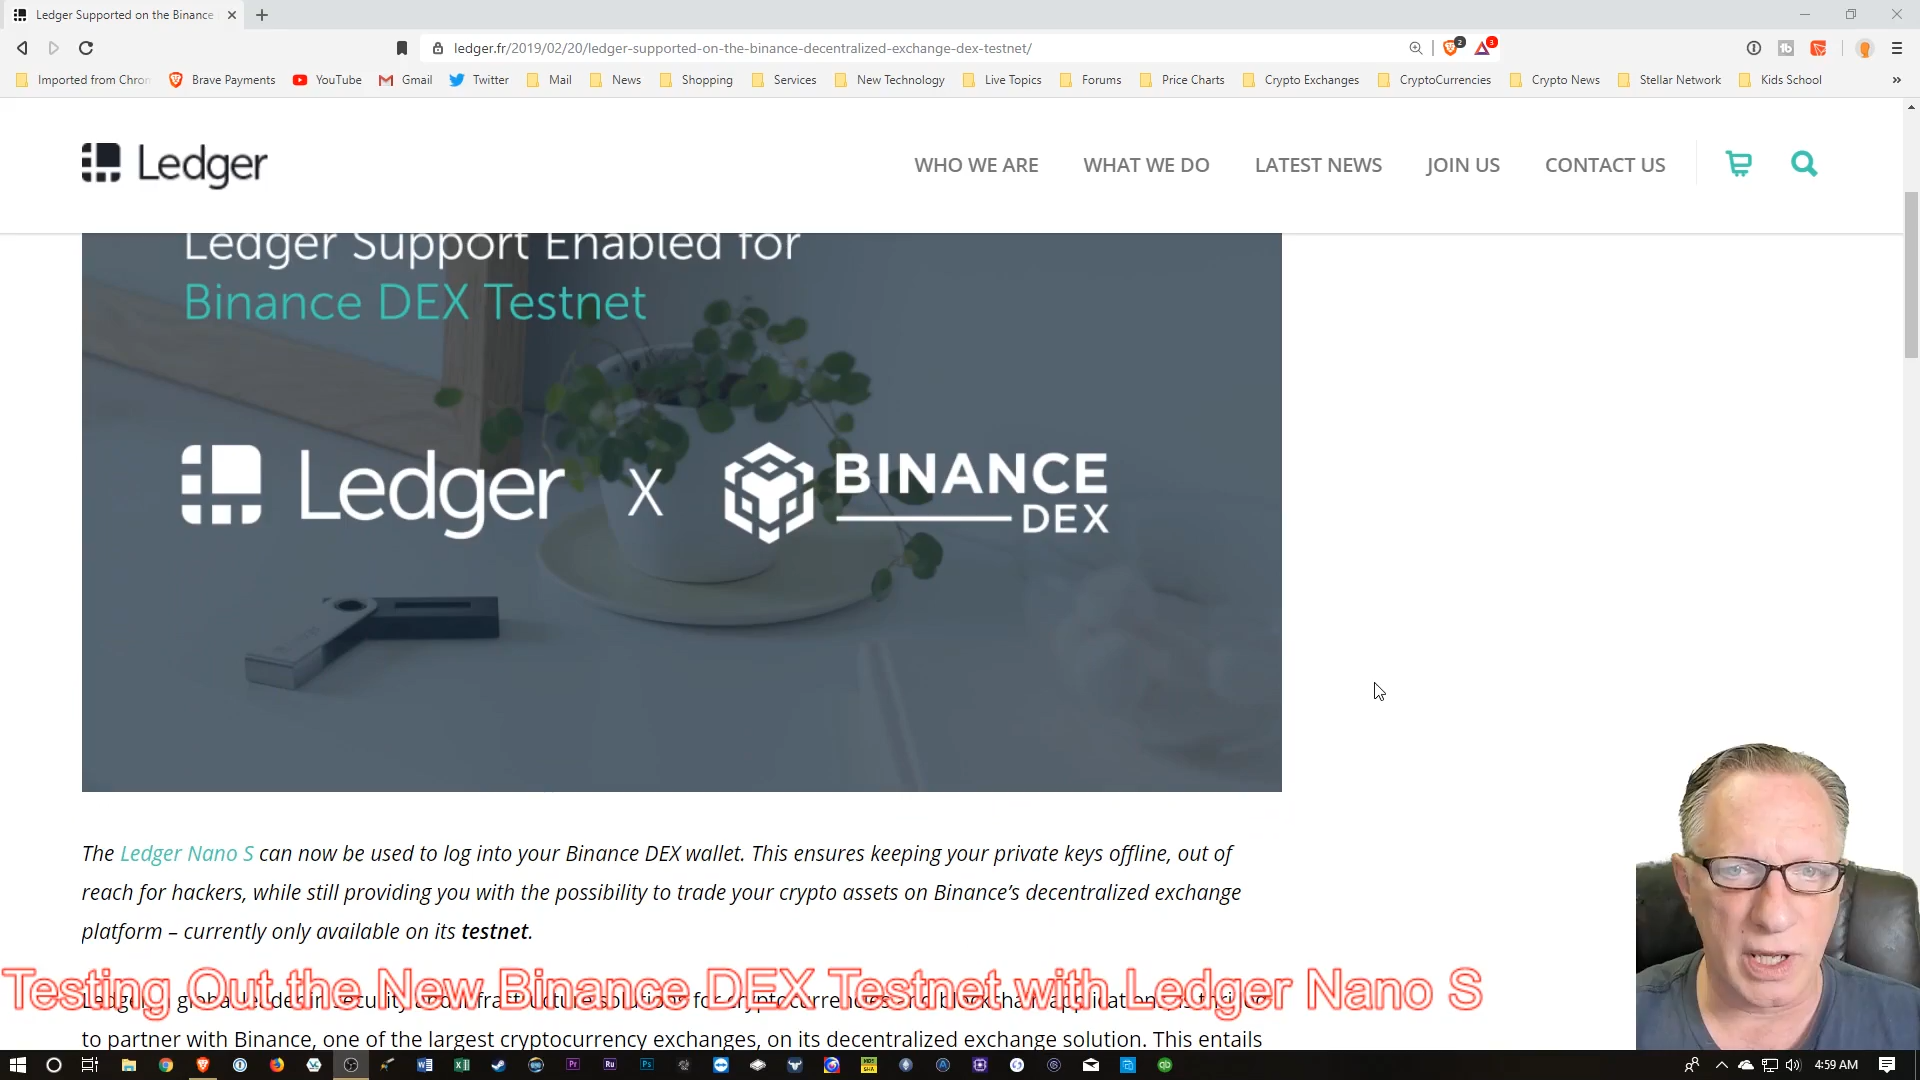 Ledger Supported on the Binance
ledger.fr/2019/02/20/ledger-supported-on-the-binance-decentralized-exchange-dex-testnet/
2
3
Imported from Chrom
Brave Payments
YouTube
Gmail
Twitter
Mail
News
Shopping
Services
New Technology
Live Topics
Forums
Price Charts
Crypto Exchanges
CryptoCurrencies
Crypto News
Stellar Network
Kids School
Ledger
WHO WE ARE
WHAT WE DO
LATEST NEWS
JOIN US
CONTACT US
Ledger Support Enabled for
Binance DEX Testnet
Ledger X BINANCE
DEX
The Ledger Nano S can now be used to log into your Binance DEX wallet. This ensures keeping your private keys offline, out of
reach for hackers, while still providing you with the possibility to trade your crypto assets on Binance’s decentralized exchange
platform – currently only available on its testnet.
Testing Out the New Binance DEX Testnet with Ledger Nano S
to partner with Binance, one of the largest cryptocurrency exchanges, on its decentralized exchange solution. This entails
4:59 AM